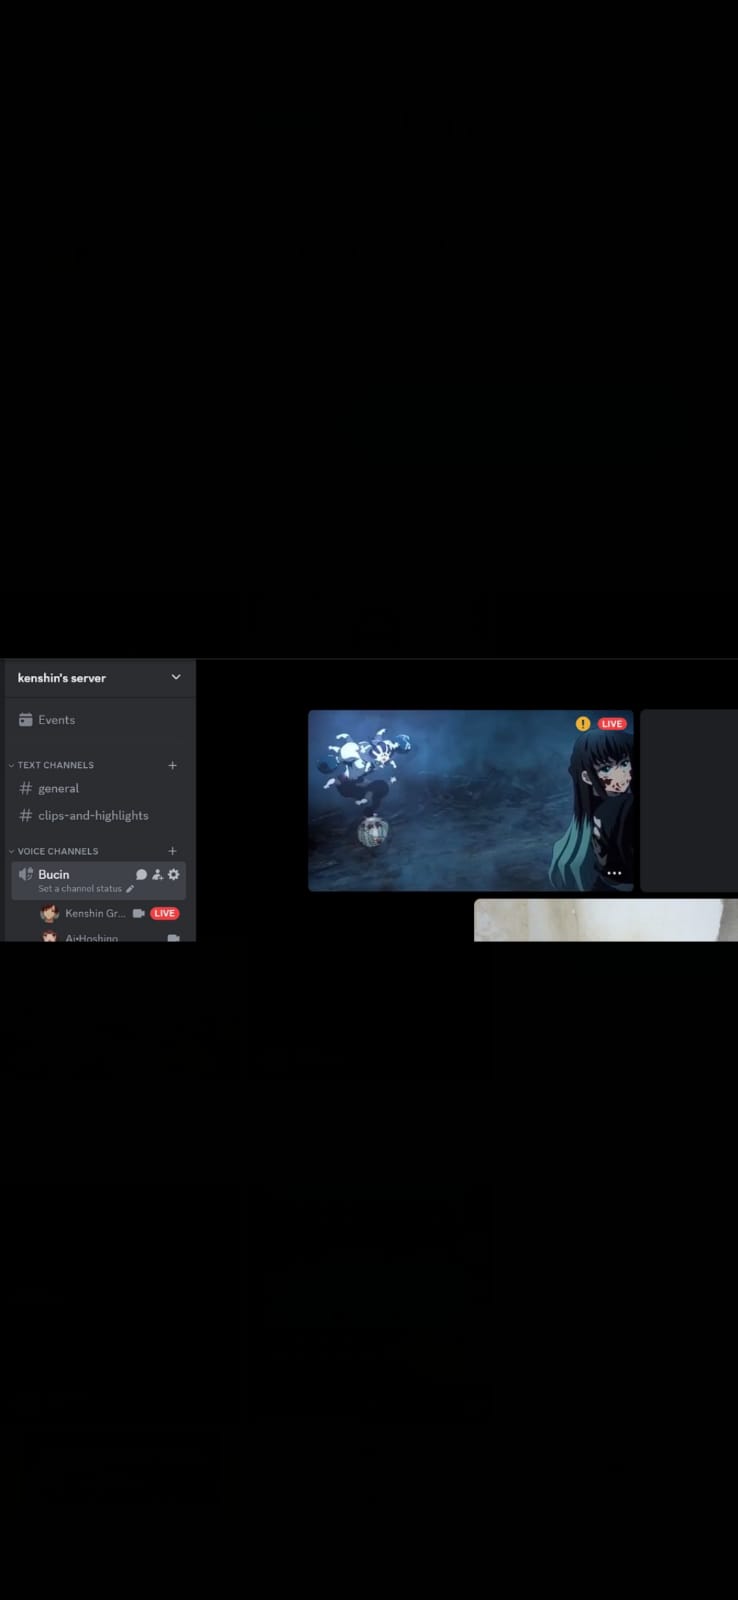 kenshin's server
Events
TEXT CHANNELS
general
clips-and-highlights
VOICE CHANNELS
Bucin
Set a channel status
Kenshin Gr...
LIVE
Ai•Hoshino
LIVE